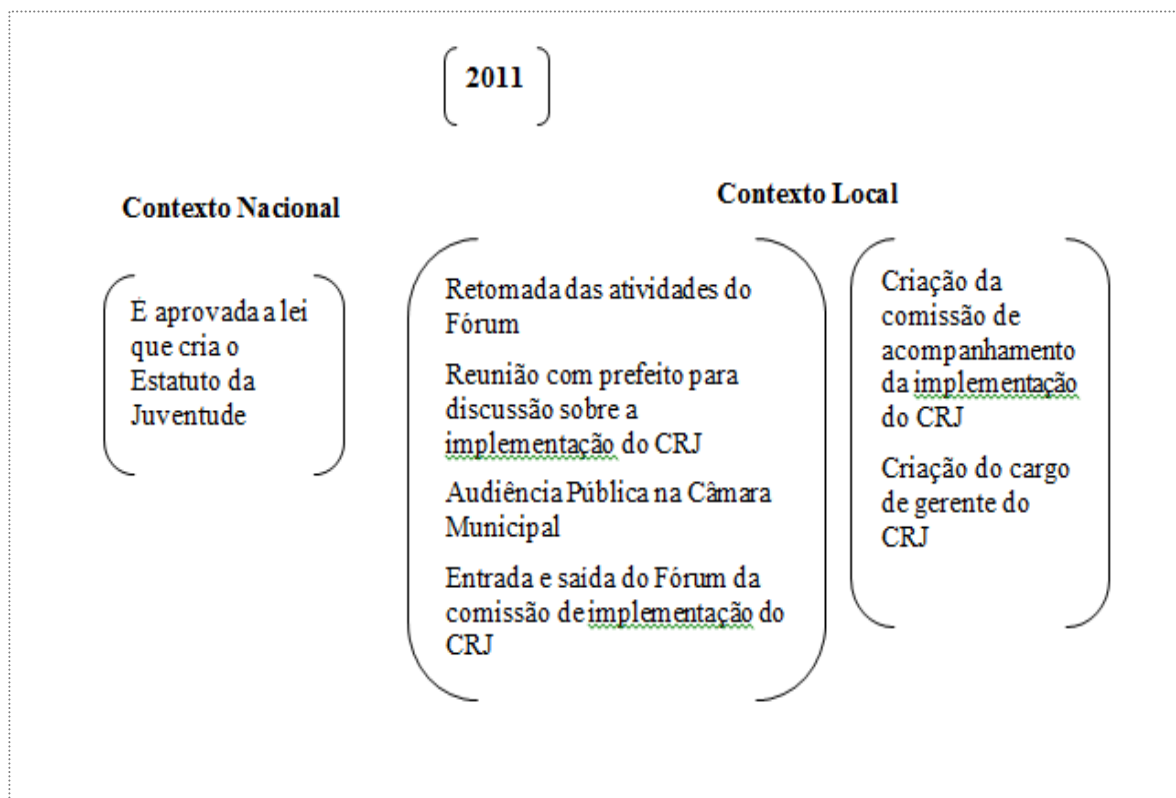 2011
Contexto Nacional
É aprovada a lei
que cria o
Estatuto da
Juventude
Contexto Local
Retomada das atividades do
Fórum
Reunião com prefeito para
discussão sobre a
implementação do CRJ
Audiência Pública na Câmara
Municipal
Entrada e saída do Fórum da
comissão de implementação do
CRJ
Criação da
comissão de
acompanhamento
da implementação
do CRJ
Criação do cargo
de gerente do
CRJ